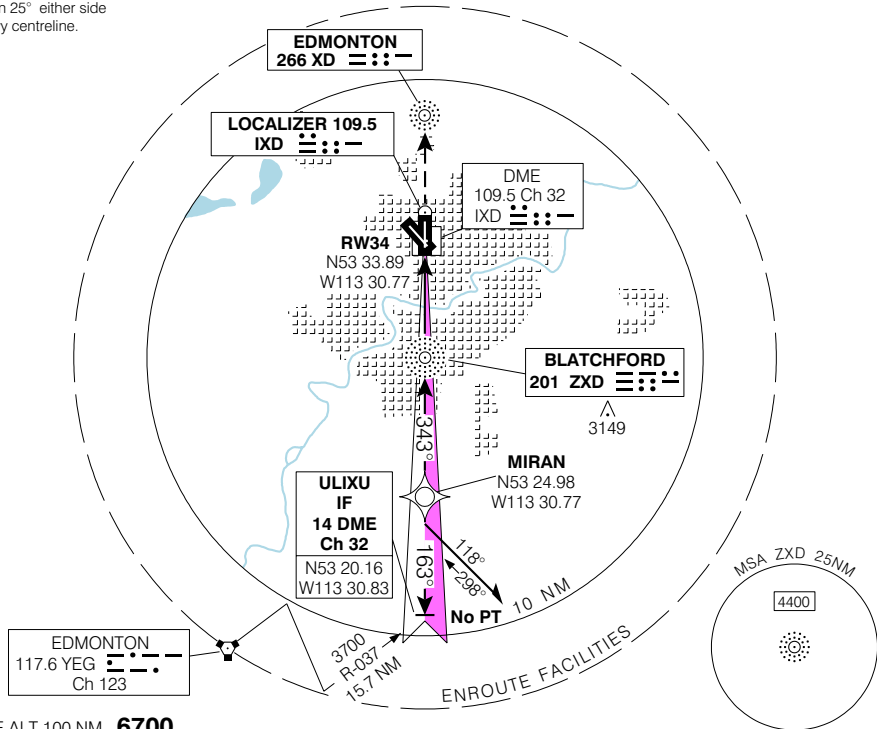 n 25° either side
y centreline.
EDMONTON
266 XD
LOCALIZER 109.5
IXD
DME
109.5 Ch 32
IXD
RW34
N53 33.89
W113 30.77
BLATCHFORD
201 ZXD
3149
343°
MIRAN
N53 24.98
W113 30.77
ULIXU
IF
14 DME
Ch 32
N53 20.16
W113 30.83
163°
118°
298°
No PT
10 NM
3700
R-037
15.7 NM
ENROUTE FACILITIES
EDMONTON
117.6 YEG
Ch 123
MSA ZXD 25NM
4400
ALT 100 NM 6700